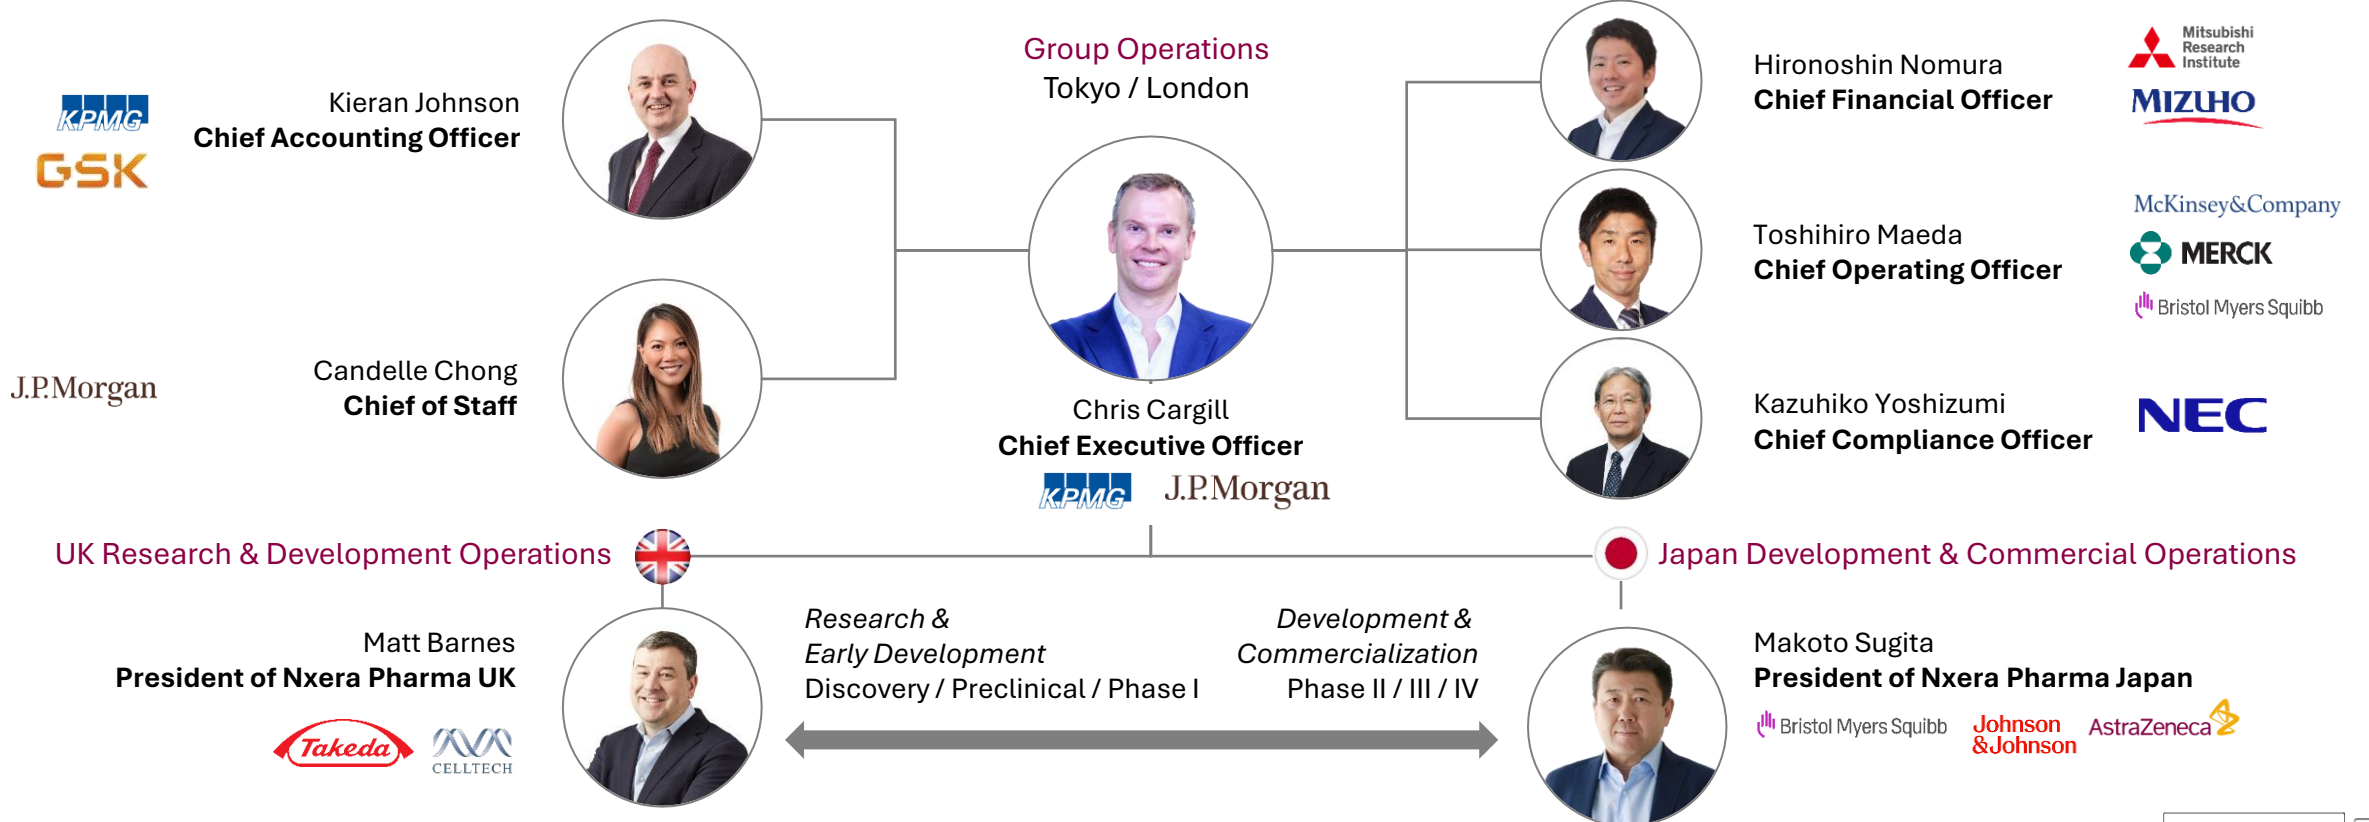 Group Operations
Tokyo / London
KPMG
GSK
Kieran Johnson
Chief Accounting Officer
J.P.Morgan
Candelle Chong
Chief of Staff
Chris Cargill
Chief Executive Officer
KPMG
J.P.Morgan
Hironoshin Nomura
Chief Financial Officer
Mitsubishi
Research
Institute
MIZUHO
Toshihiro Maeda
Chief Operating Officer
McKinsey&Company
MERCK
Bristol Myers Squibb
Kazuhiko Yoshizumi
Chief Compliance Officer
NEC
UK Research & Development Operations
Matt Barnes
President of Nxera Pharma UK
Takeda
CELLTECH
Research &
Early Development
Discovery / Preclinical / Phase I
Development &
Commercialization
Phase II / III / IV
Japan Development & Commercial Operations
Makoto Sugita
President of Nxera Pharma Japan
Bristol Myers Squibb
Johnson
&Johnson
AstraZeneca